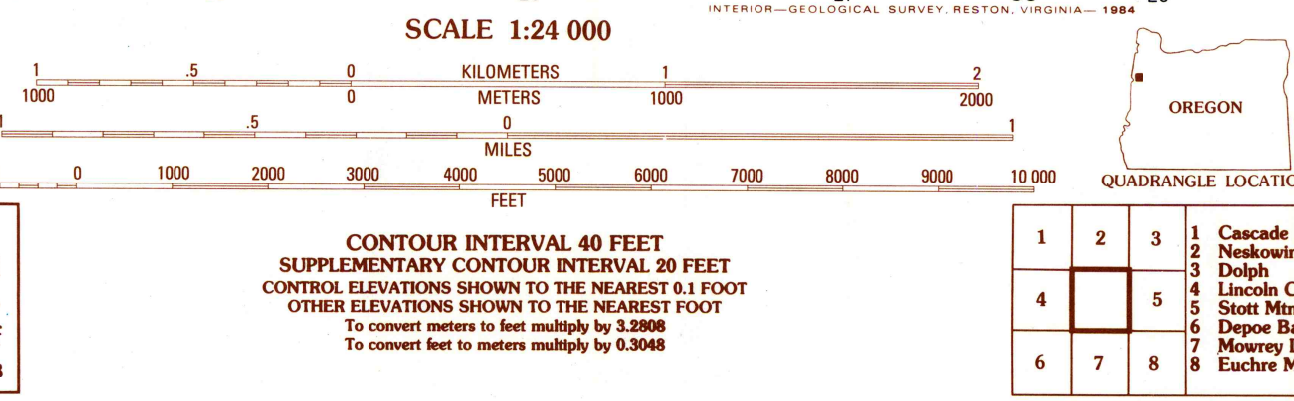 INTERIOR—GEOLOGICAL SURVEY, RESTON, VIRGINIA— 1984
SCALE 1:24 000
1 .5 0 KILOMETERS 1 2
1000 0 METERS 1000 2000
1 .5 0 1
MILES
0 1000 2000 3000 4000 5000 6000 7000 8000 9000 10 000
FEET
OREGON
QUADRANGLE
CONTOUR INTERVAL 40 FEET
SUPPLEMENTARY CONTOUR INTERVAL 20 FEET
CONTROL ELEVATIONS SHOWN TO THE NEAREST 0.1 FOOT
OTHER ELEVATIONS SHOWN TO THE NEAREST FOOT
To convert meters to feet multiply by 3.2808
To convert feet to meters multiply by 0.3048
1 2 3
4 5
6 7 8
1 Cascade
2 Neskowin
3 Dolph
4 Lincoln
5 Stott Mtn
6 Depoe
7 Mowrey
8 Euchre